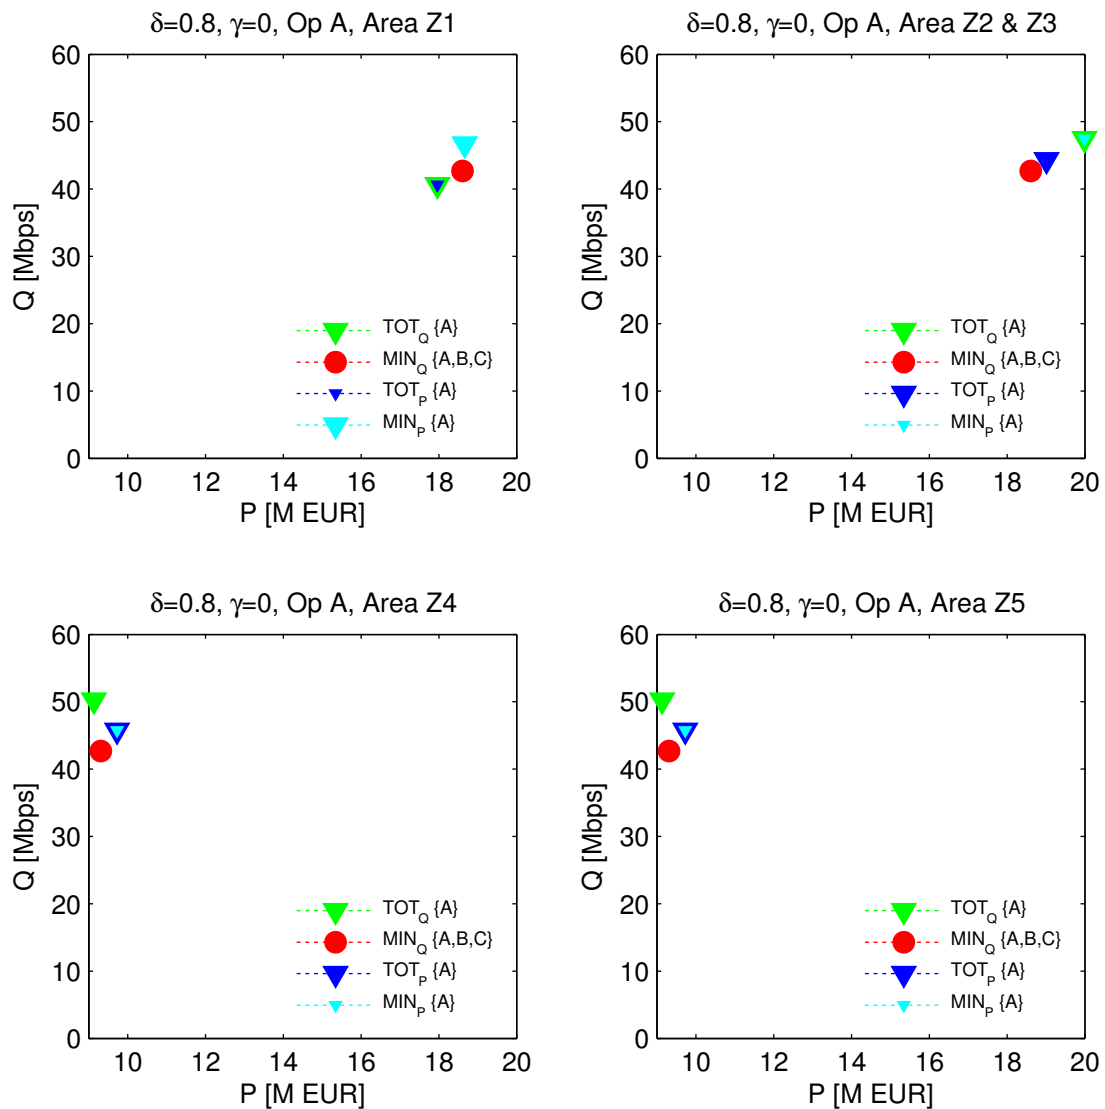 δ=0.8, γ=0, Op A, Area Z1
60
50
40
30
20
10
0
Q [Mbps]
TOT_Q {A}
MIN_Q {A,B,C}
TOT_P {A}
MIN_P {A}
10 12 14 16 18 20
P [M EUR]
δ=0.8, γ=0, Op A, Area Z2 & Z3
60
50
40
30
20
10
0
Q [Mbps]
TOT_Q {A}
MIN_Q {A,B,C}
TOT_P {A}
MIN_P {A}
10 12 14 16 18 20
P [M EUR]
δ=0.8, γ=0, Op A, Area Z4
60
50
40
30
20
10
0
Q [Mbps]
TOT_Q {A}
MIN_Q {A,B,C}
TOT_P {A}
MIN_P {A}
10 12 14 16 18 20
P [M EUR]
δ=0.8, γ=0, Op A, Area Z5
60
50
40
30
20
10
0
Q [Mbps]
TOT_Q {A}
MIN_Q {A,B,C}
TOT_P {A}
MIN_P {A}
10 12 14 16 18 20
P [M EUR]